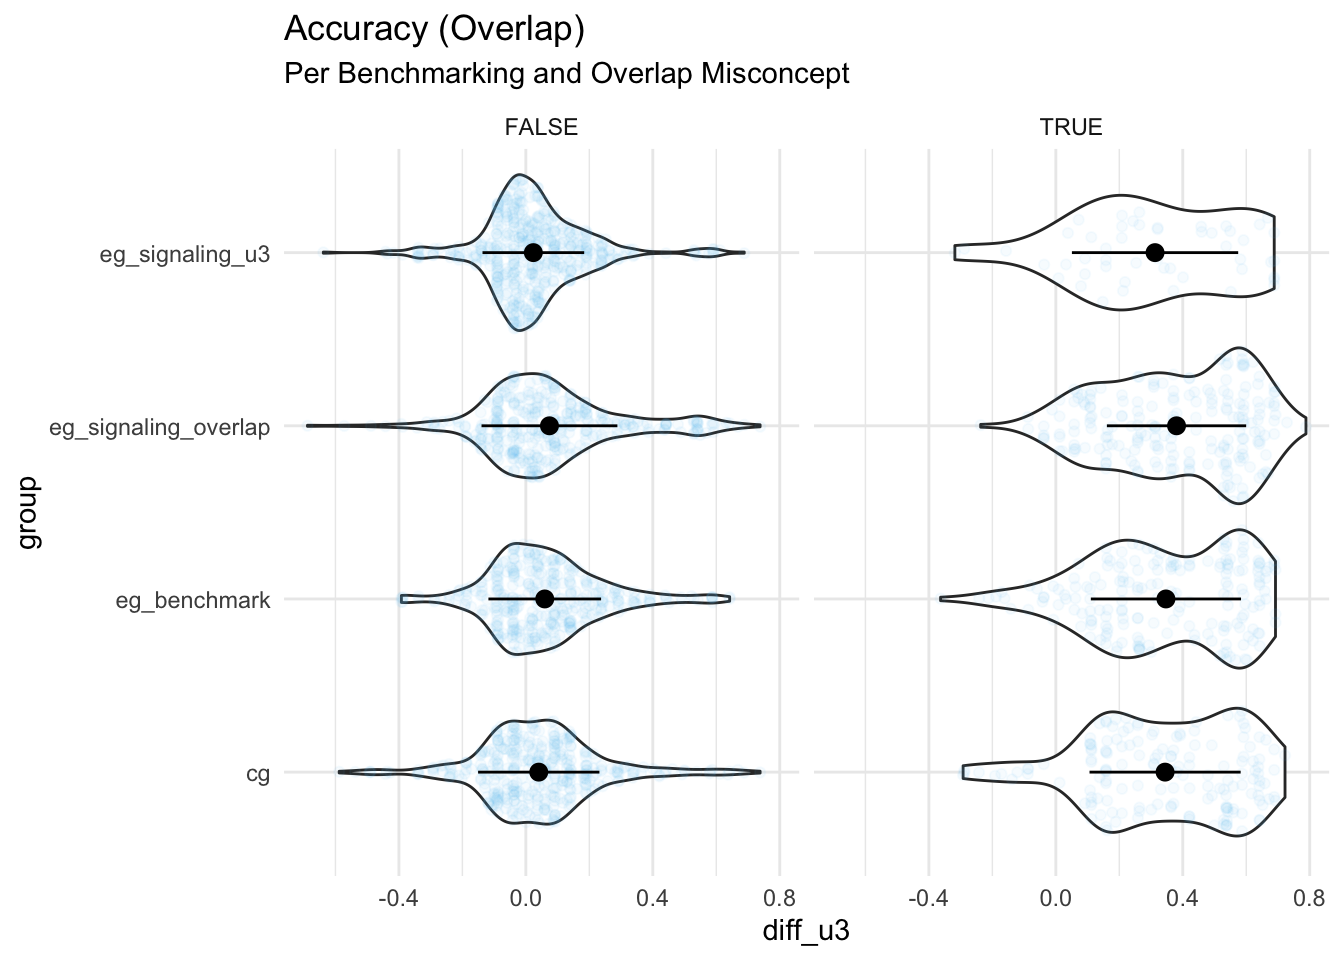 Accuracy (Overlap)
Per Benchmarking and Overlap Misconcept
FALSE
TRUE
group
eg_signaling_u3
eg_signaling_overlap
eg_benchmark
cg
-0.4 0.0 0.4 0.8
-0.4 0.0 0.4 0.8
diff_u3